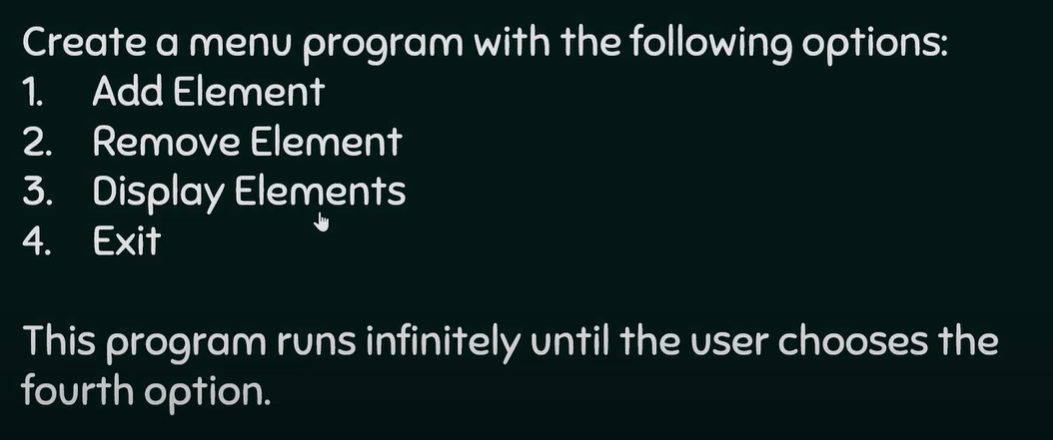 Create a menu program with the following options:
1. Add Element
2. Remove Element
3. Display Elements
4. Exit
This program runs infinitely until the user chooses the
fourth option.